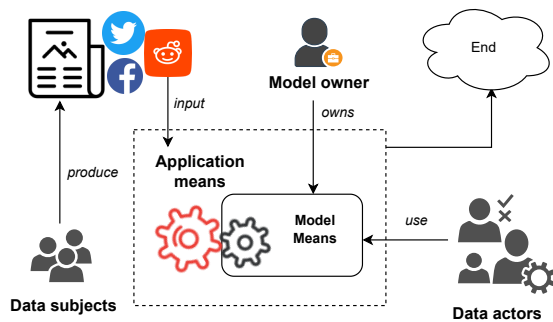 End
Model owner
input
owns
Application
means
produce
Model
Means
use
Data subjects
Data actors